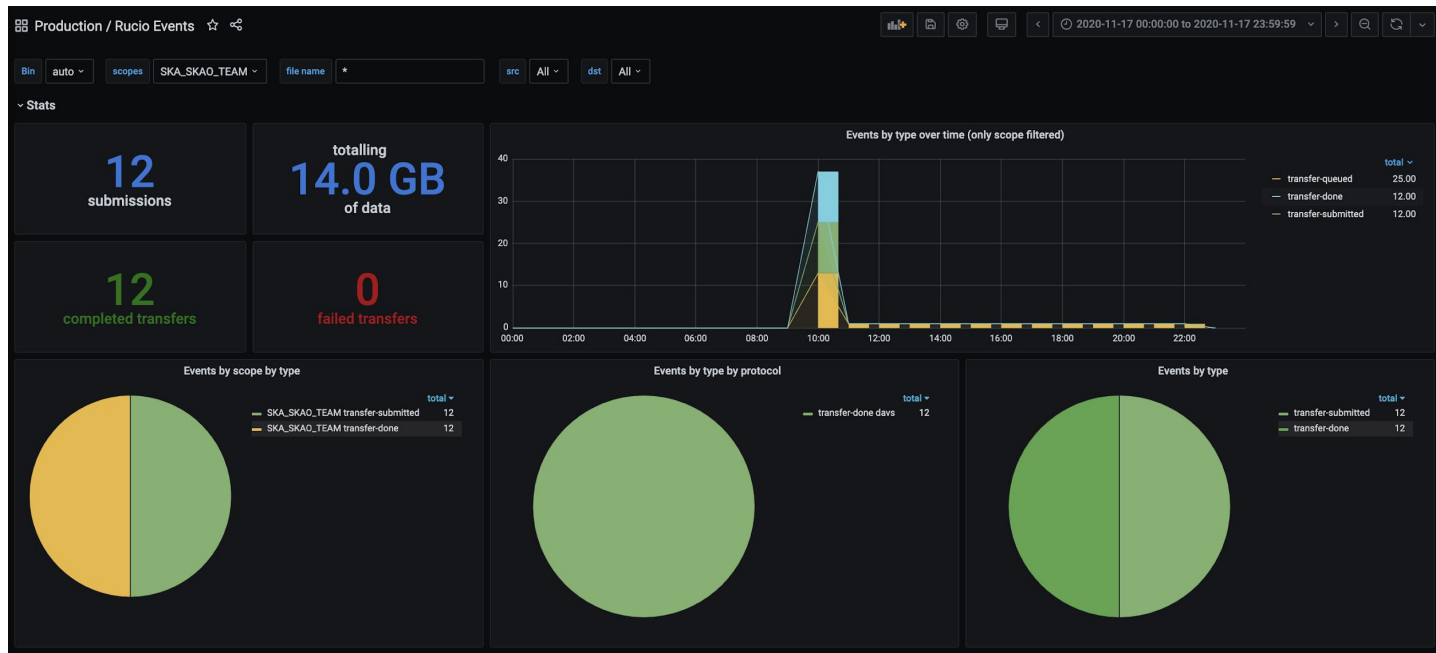 Production / Rucio Events
2020-11-17 00:00:00 to 2020-11-17 23:59:59
Bin auto scopes SKA_SKAO_TEAM file name * src All dst All
Stats
12
submissions
totalling
14.0 GB
of data
12
completed transfers
0
failed transfers
Events by type over time (only scope filtered)
40
30
20
10
0
00:00 02:00 04:00 06:00 08:00 10:00 12:00 14:00 16:00 18:00 20:00 22:00
total
transfer-queued 25.00
transfer-done 12.00
transfer-submitted 12.00
Events by scope by type
total
SKA_SKAO_TEAM transfer-submitted 12
SKA_SKAO_TEAM transfer-done 12
Events by type by protocol
total
transfer-done davs 12
Events by type
total
transfer-submitted 12
transfer-done 12